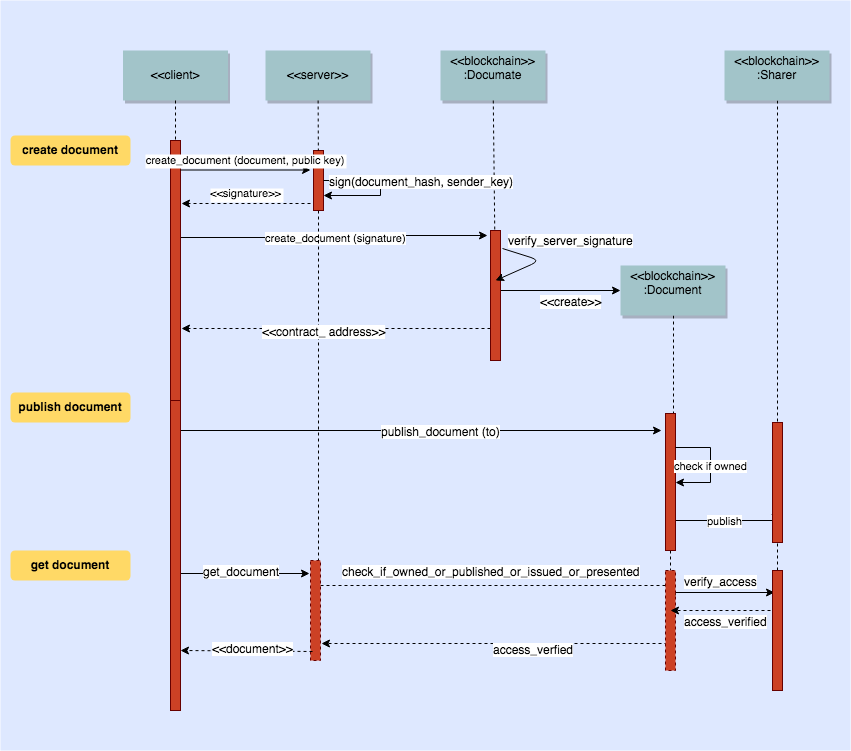 <<client>>
<<server>>
<<blockchain>>
:Documate
<<blockchain>>
:Sharer
create document
create_document (document, public key)
sign(document_hash, sender_key)
<<signature>>
create_document (signature)
verify_server_signature
<<blockchain>>
:Document
<<create>>
<<contract_ address>>
publish document
publish_document (to)
check if owned
publish
get document
get_document
check_if_owned_or_published_or_issued_or_presented
verify_access
access_verified
access_verfied
<<document>>